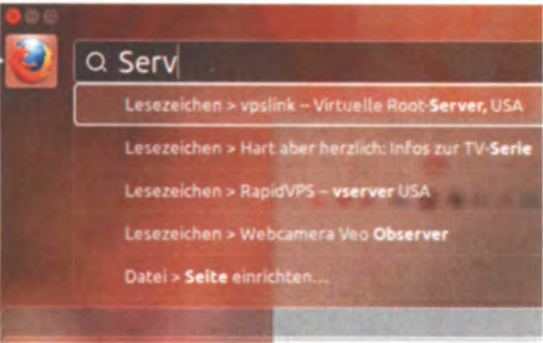 Serv
Lesezeichen > vpslink – Virtuelle Root-Server, USA
Lesezeichen > Hart aber herzlich: Infos zur TV-Serie
Lesezeichen > RapidVPS – vserver USA
Lesezeichen > Webcamera Veo Observer
Datei > Seite einrichten...